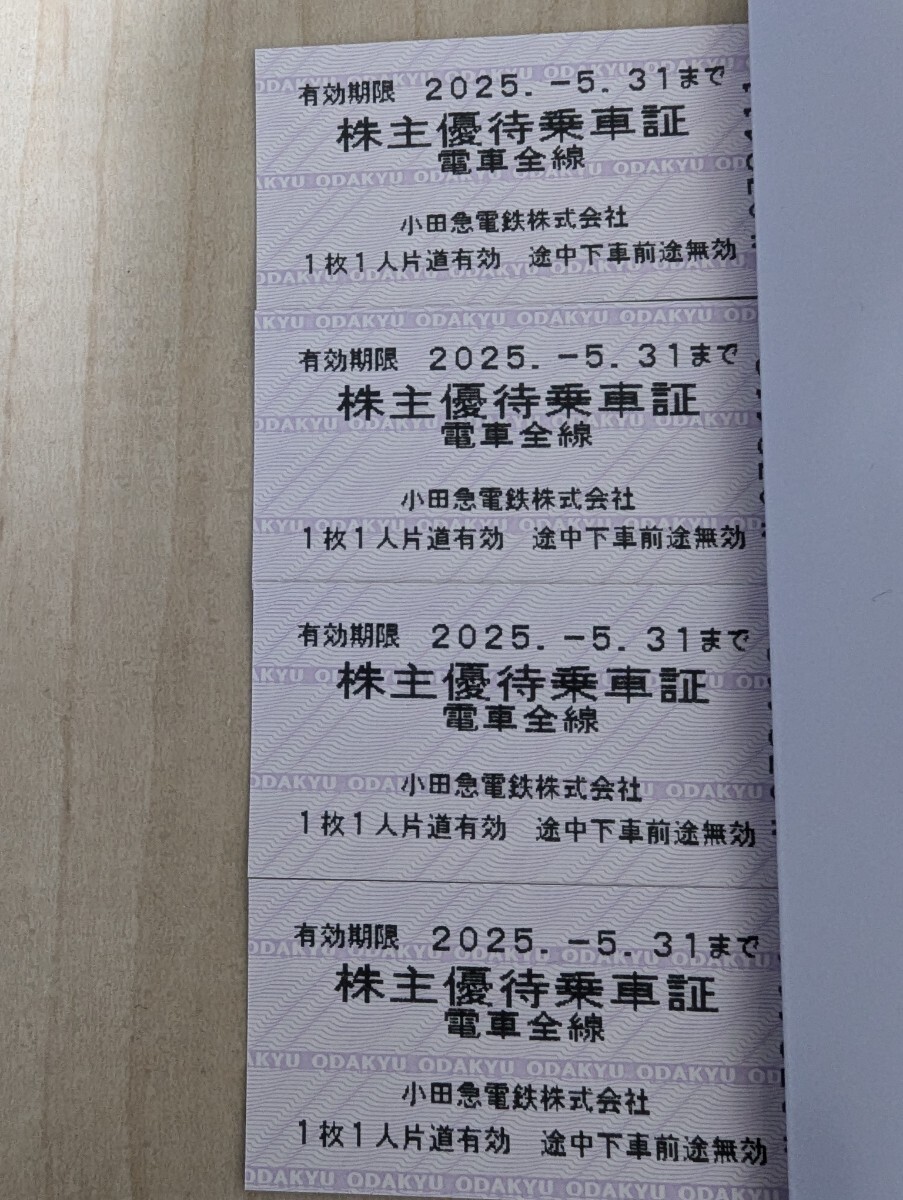 有効期限 2025.-5.31まで
株主優待乗車証
電車全線
小田急電鉄株式会社
1枚1人片道有効 途中下車前途無効
有効期限 2025.-5.31まで
株主優待乗車証
電車全線
小田急電鉄株式会社
1枚1人片道有効 途中下車前途無効
有効期限 2025.-5.31まで
株主優待乗車証
電車全線
小田急電鉄株式会社
1枚1人片道有効 途中下車前途無効
有効期限 2025.-5.31まで
株主優待乗車証
電車全線
小田急電鉄株式会社
1枚1人片道有効 途中下車前途無効